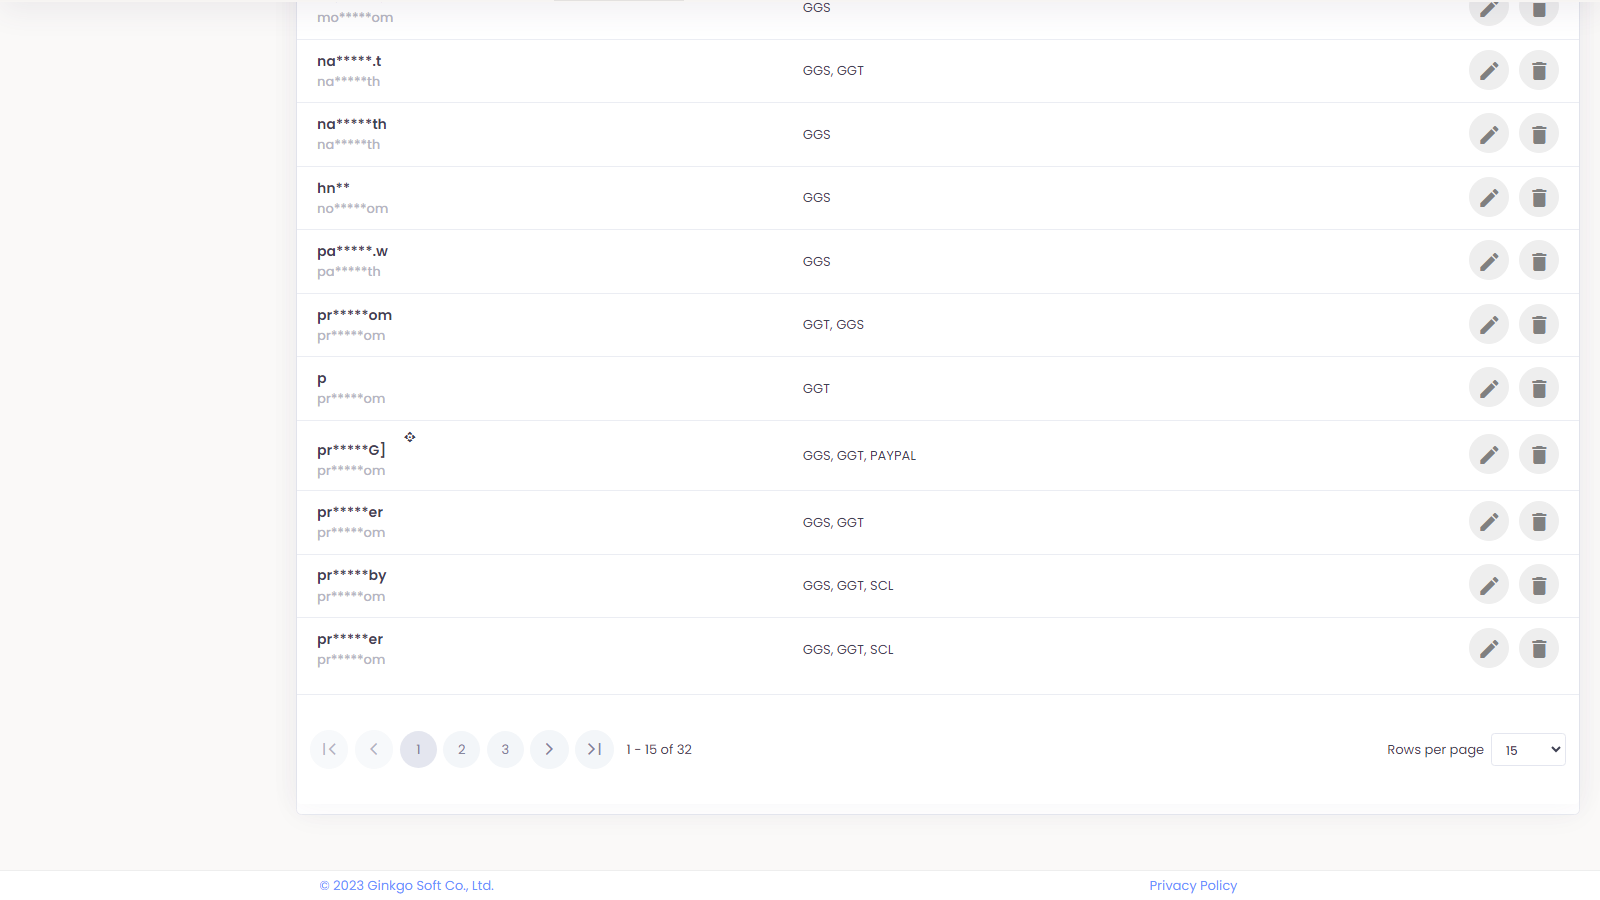 mo*****om GGS
na*****.t
na*****th
GGS, GGT
na*****th
na*****th
GGS
hn**
no*****om
GGS
pa*****.w
pa*****th
GGS
pr*****om
pr*****om
GGT, GGS
p
pr*****om
GGT
pr*****G]
pr*****om
GGS, GGT, PAYPAL
pr*****er
pr*****om
GGS, GGT
pr*****by
pr*****om
GGS, GGT, SCL
pr*****er
pr*****om
GGS, GGT, SCL
1 2 3 1 - 15 of 32 Rows per page 15
© 2023 Ginkgo Soft Co., Ltd. Privacy Policy